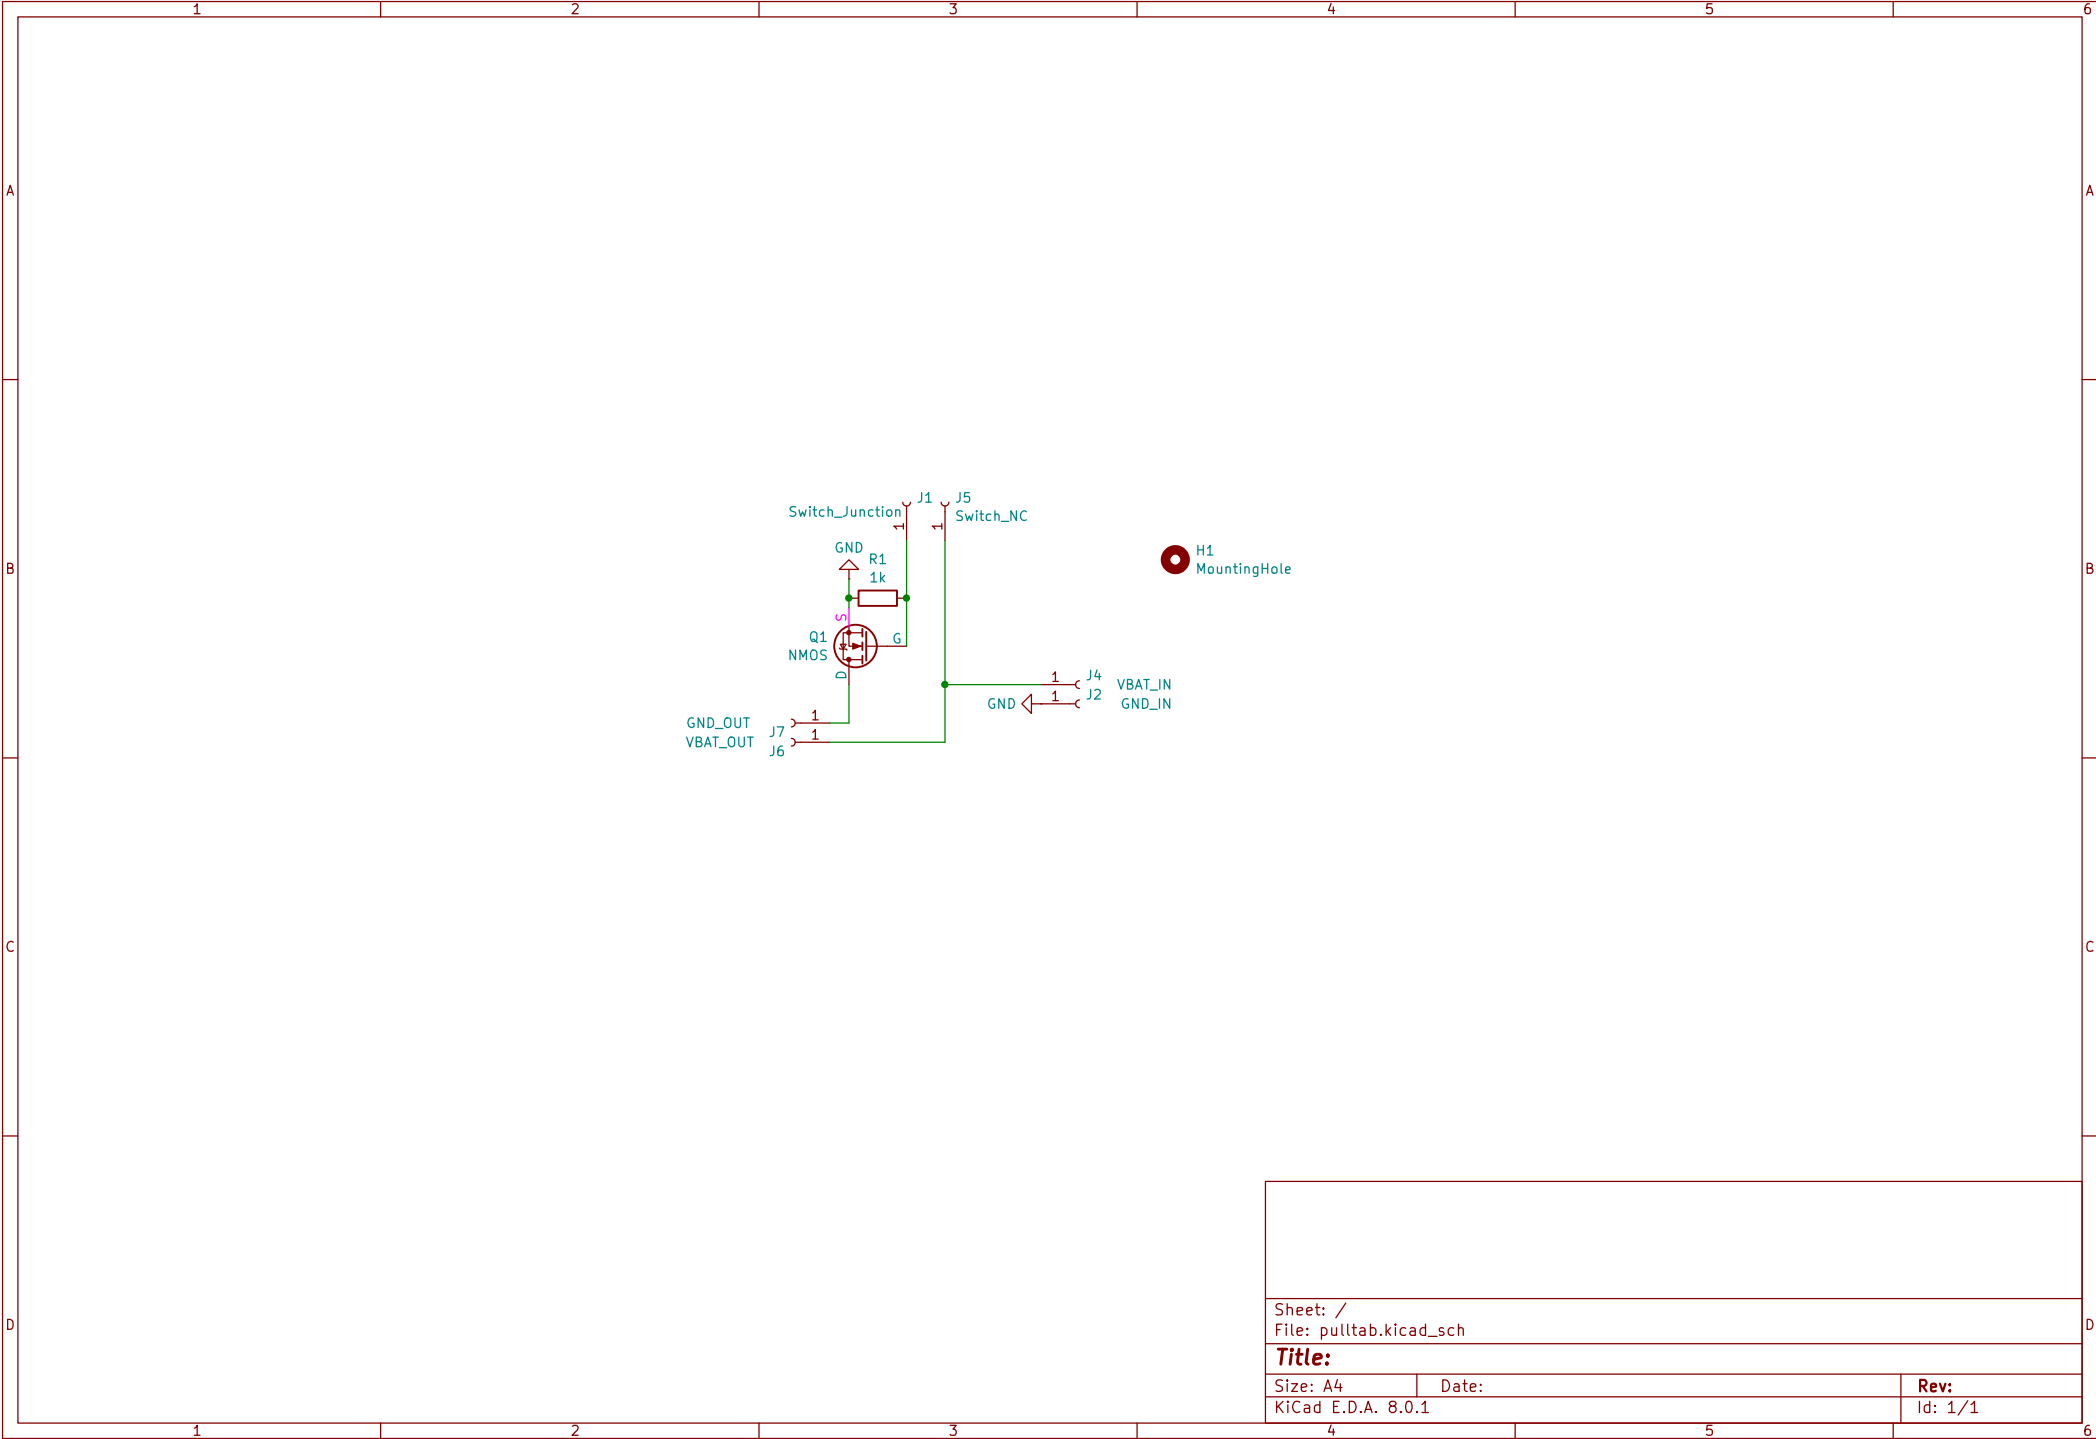 1 2 3 4 5 6
A A
J1 J5
Switch_Junction Switch_NC
1 1
GND
R1
1k
H1
MountingHole
B B
S
Q1 G
NMOS
D
1 J4 VBAT_IN
GND 1 J2 GND_IN
GND_OUT 1
J7
VBAT_OUT 1
J6
C C
Sheet: /
File: pulltab.kicad_sch
D D
Title:
Size: A4 Date: Rev:
KiCad E.D.A. 8.0.1 Id: 1/1
1 2 3 4 5 6